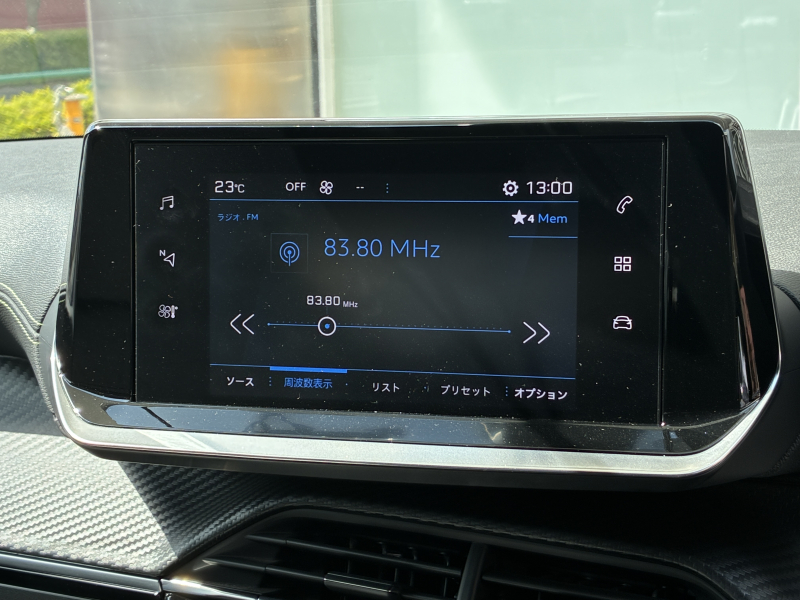 23°C OFF -- 13:00
ラジオ . FM 4 Mem
N
83.80 MHz
83.80 MHz
ソース 周波数表示 リスト プリセット オプション